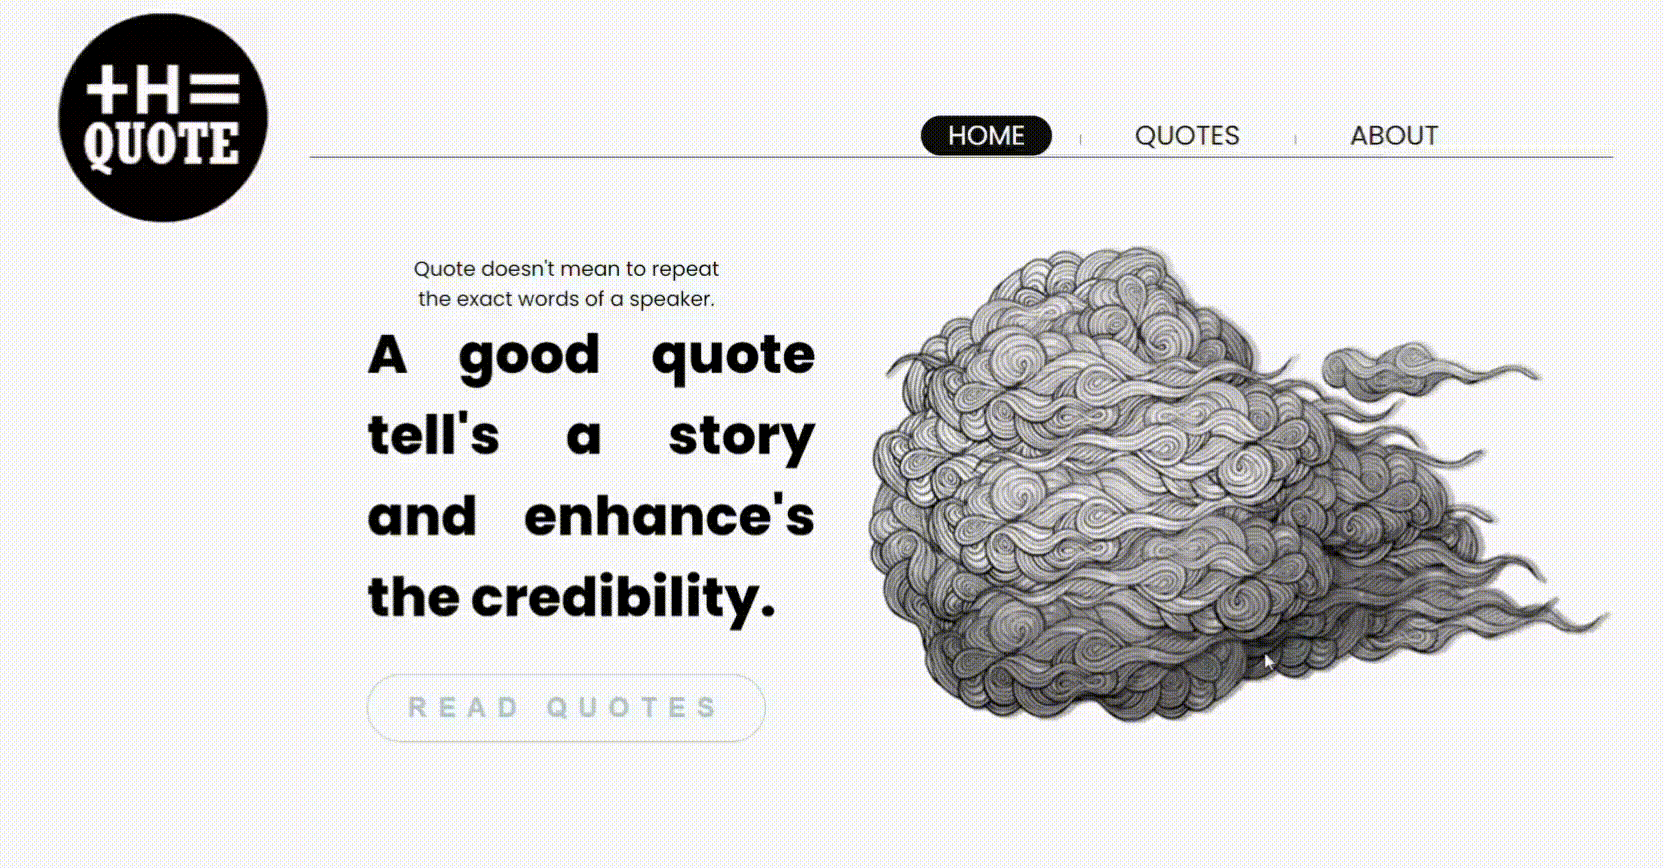 +H=
QUOTE
HOME
QUOTES
ABOUT
Quote doesn't mean to repeat
the exact words of a speaker.
A good quote
tell's a story
and enhance's
the credibility.
READ QUOTES